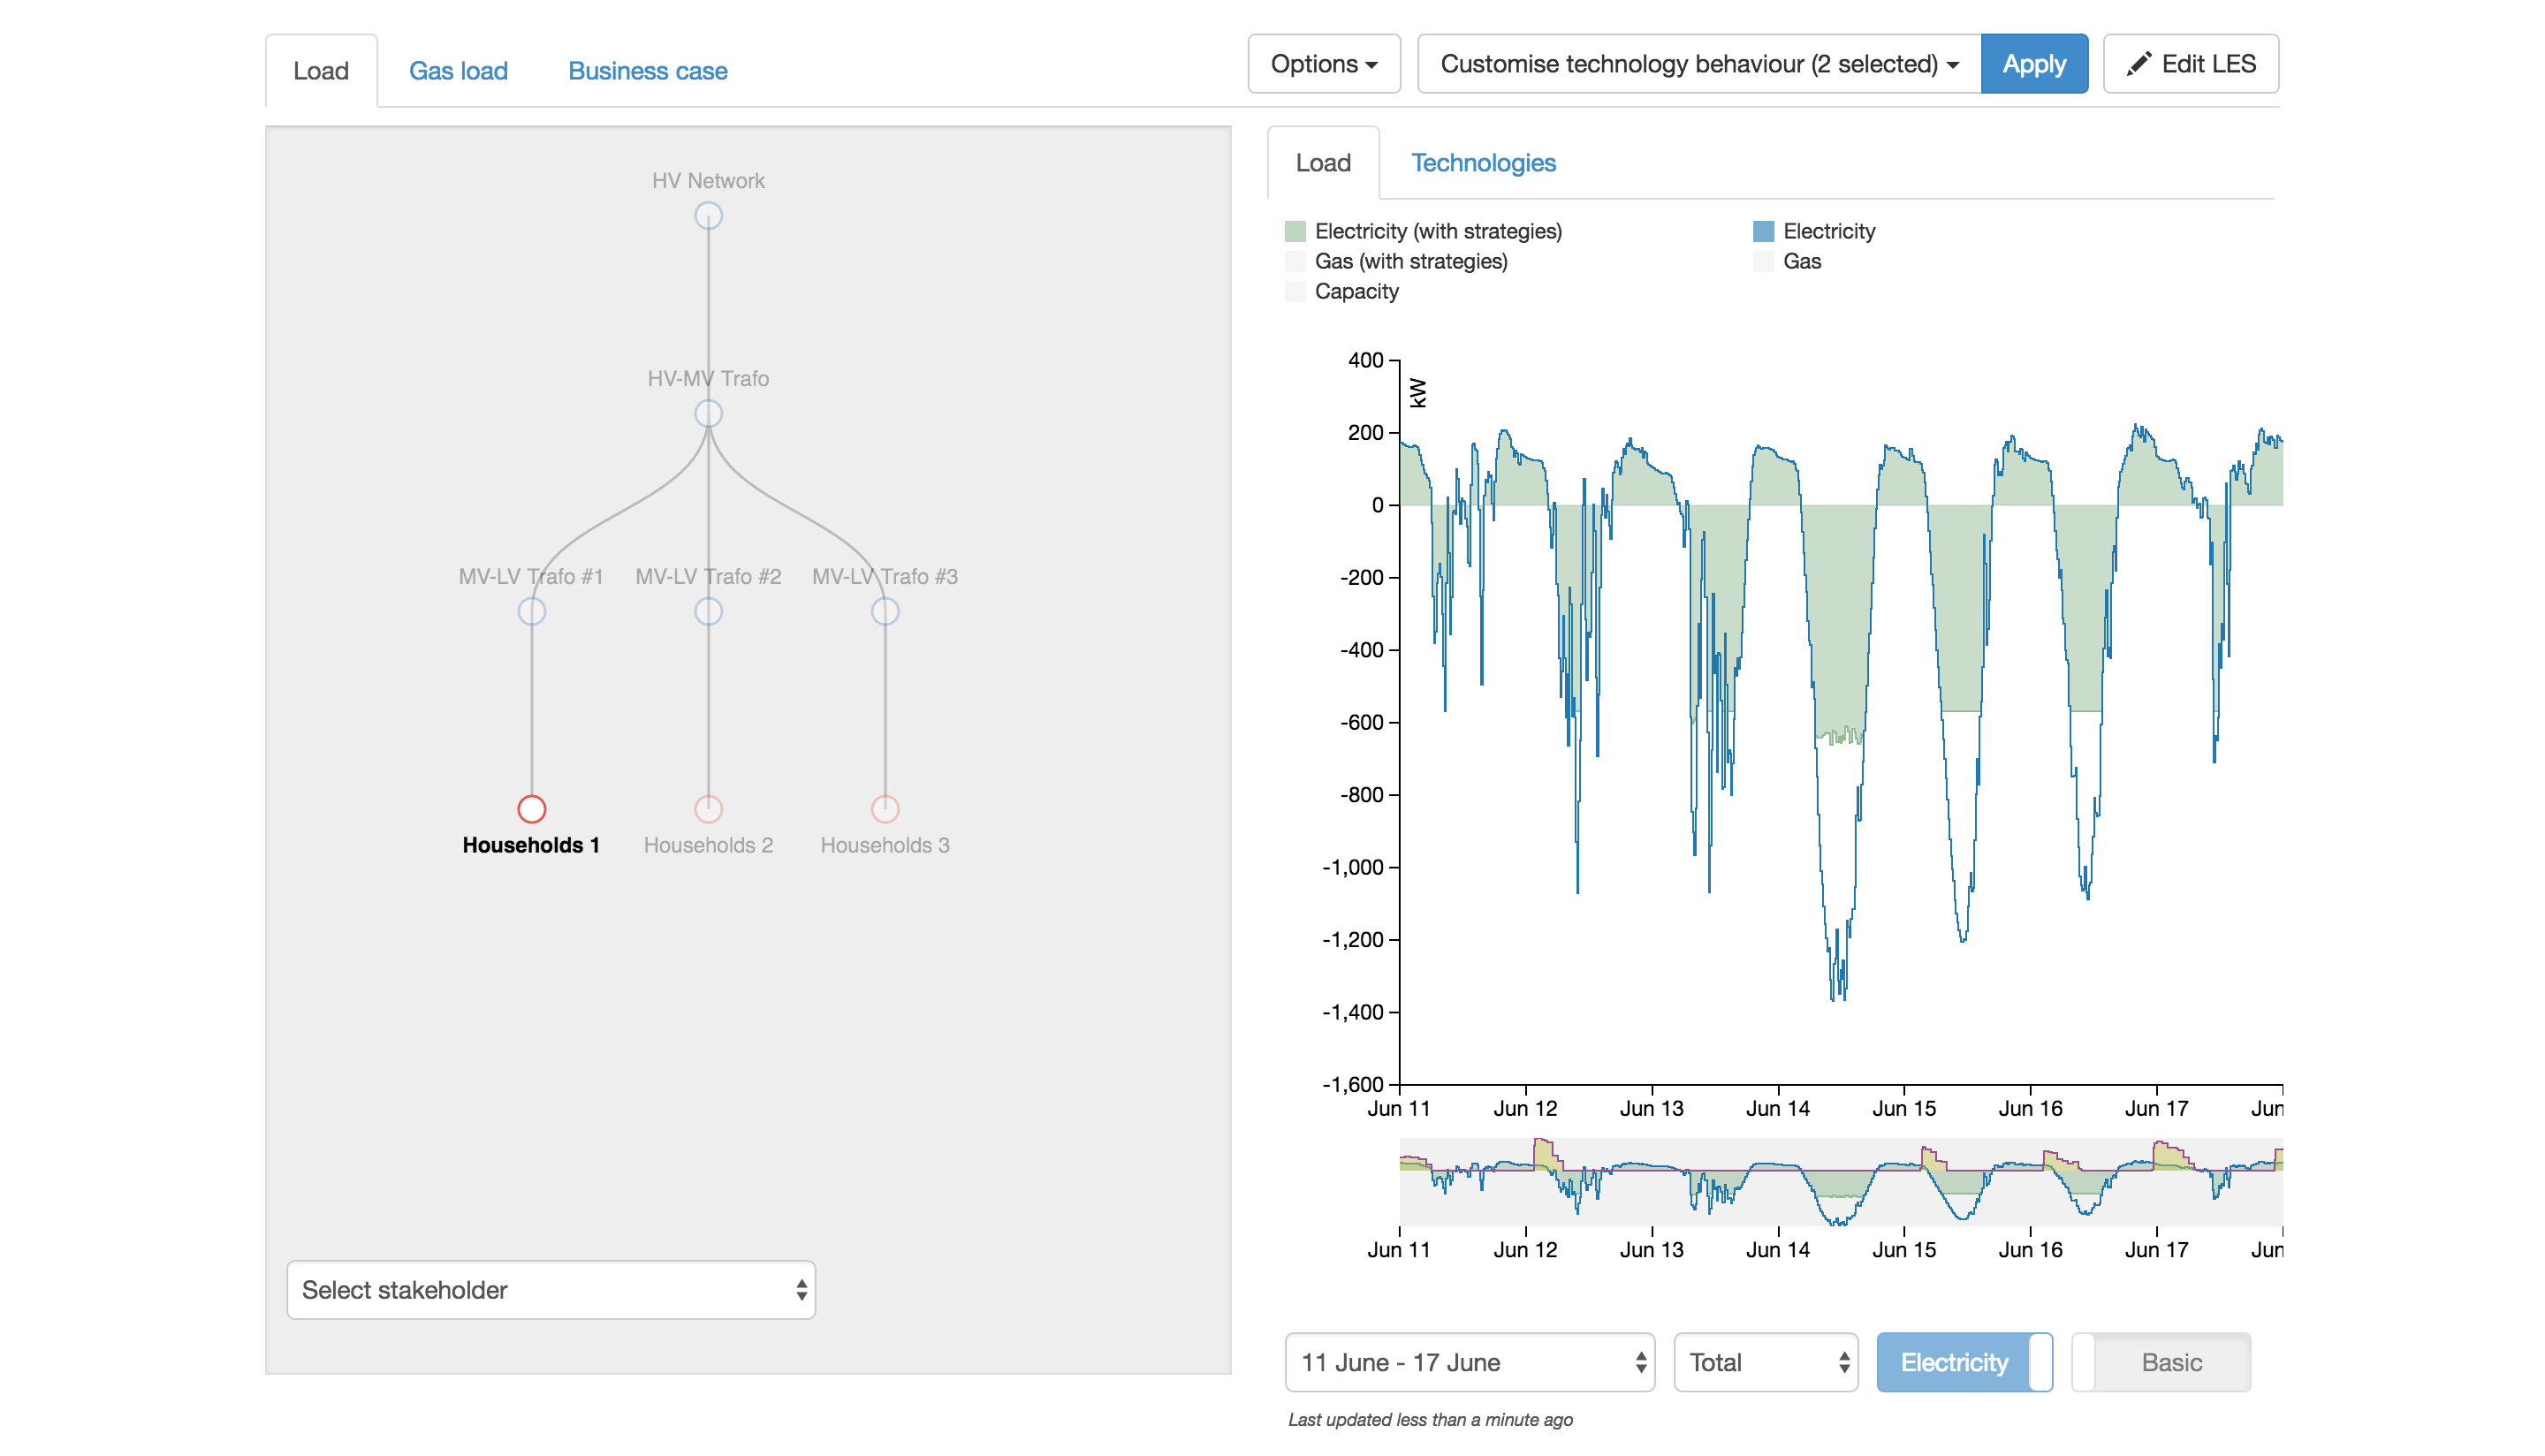 Load
Gas load
Business case
Options
Customise technology behaviour (2 selected)
Apply
Edit LES
HV Network
HV-MV Trafo
MV-LV Trafo #1
MV-LV Trafo #2
MV-LV Trafo #3
Households 1
Households 2
Households 3
Select stakeholder
Load
Technologies
Electricity (with strategies)
Electricity
Gas (with strategies)
Gas
Capacity
kW
400
200
0
-200
-400
-600
-800
-1,000
-1,200
-1,400
-1,600
Jun 11
Jun 12
Jun 13
Jun 14
Jun 15
Jun 16
Jun 17
Jun
Jun 11
Jun 12
Jun 13
Jun 14
Jun 15
Jun 16
Jun 17
Jun
11 June - 17 June
Total
Electricity
Basic
Last updated less than a minute ago